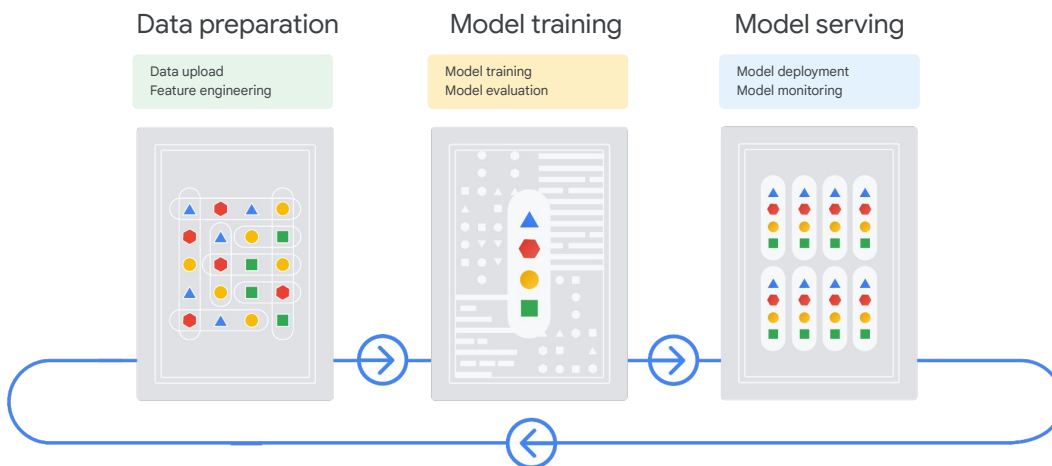 Data preparation
Data upload
Feature engineering
Model training
Model training
Model evaluation
Model serving
Model deployment
Model monitoring